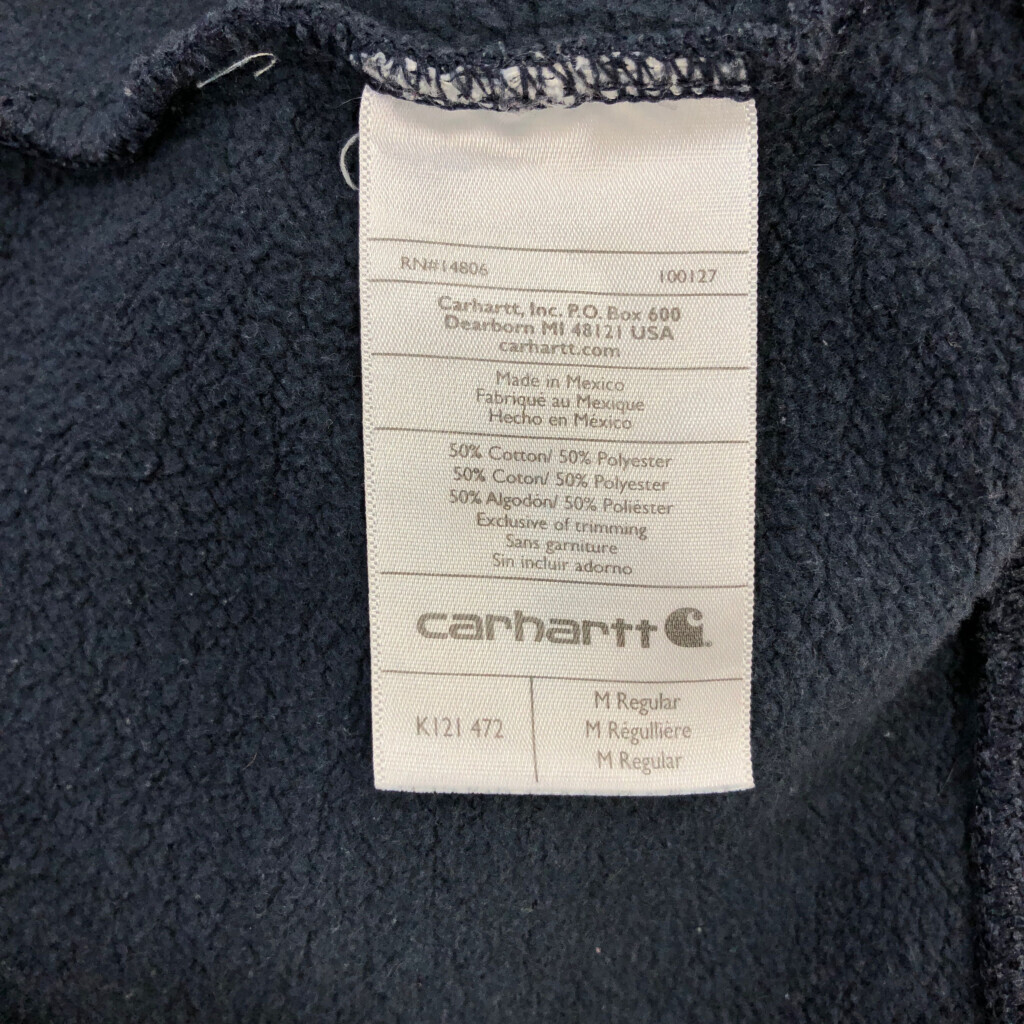 RN#14806 100127
Carhartt, Inc. P.O. Box 600
Dearborn MI 48121 USA
carhartt.com
Made in Mexico
Fabriqué au Mexique
Hecho en México
50% Cotton/ 50% Polyester
50% Coton/ 50% Polyester
50% Algodón/ 50% Poliéster
Exclusive of trimming
Sans garniture
Sin incluir adorno
carhartt
K121 472
M Regular
M Régulliére
M Regular